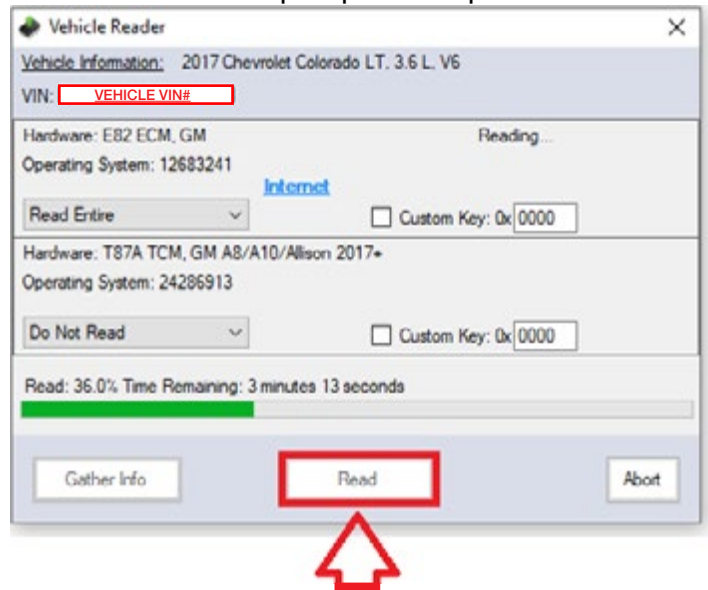 Vehicle Reader
Vehicle Information: 2017 Chevrolet Colorado LT. 3.6 L. V6
VIN: VEHICLE VIN#
Hardware: E82 ECM, GM Reading...
Operating System: 12683241
Internet
Read Entire Custom Key: 0x 0000
Hardware: T87A TCM, GM A8/A10/Allison 2017+
Operating System: 24286913
Do Not Read Custom Key: 0x 0000
Read: 36.0% Time Remaining: 3 minutes 13 seconds
Gather Info Read Abort